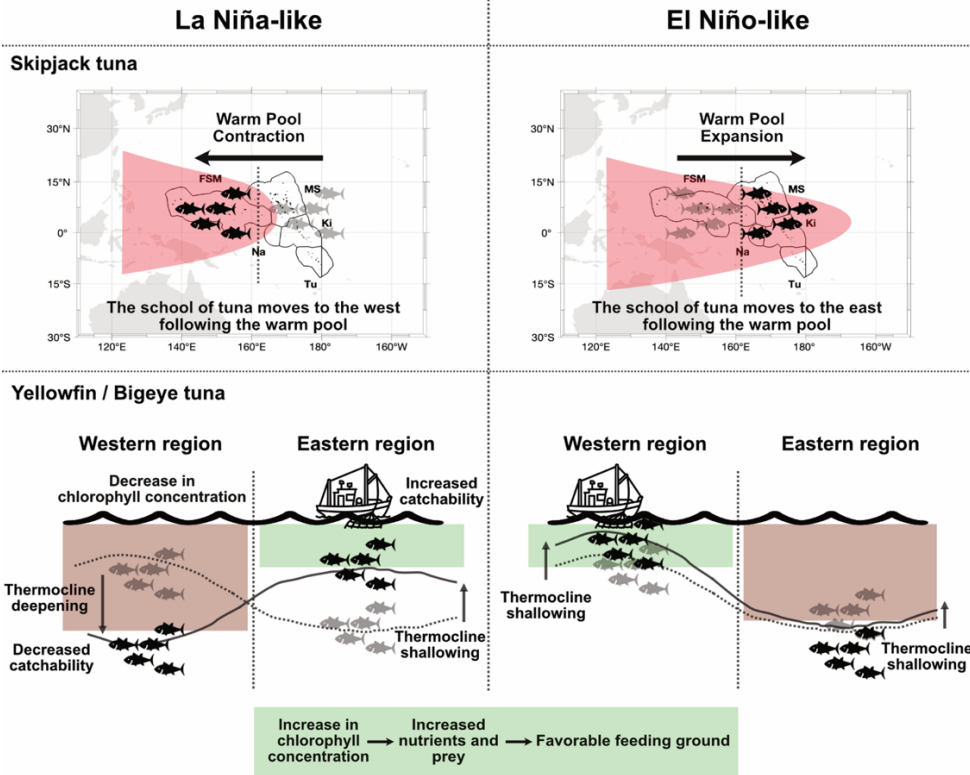 La Niña-like
El Niño-like
Skipjack tuna
30°N
15°N
0°
15°S
30°S
120°E
140°E
160°E
180°
160°W
Warm Pool
Contraction
FSM
MS
Ki
Na
Tu
The school of tuna moves to the west
following the warm pool
30°N
15°N
0°
15°S
30°S
120°E
140°E
160°E
180°
160°W
Warm Pool
Expansion
FSM
MS
Ki
Na
Tu
The school of tuna moves to the east
following the warm pool
Yellowfin / Bigeye tuna
Western region
Eastern region
Decrease in
chlorophyll concentration
Increased
catchability
Thermocline
deepening
Decreased
catchability
Thermocline
shallowing
Western region
Eastern region
Thermocline
shallowing
Thermocline
shallowing
Increase in
chlorophyll
concentration
Increased
nutrients and
prey
Favorable feeding ground